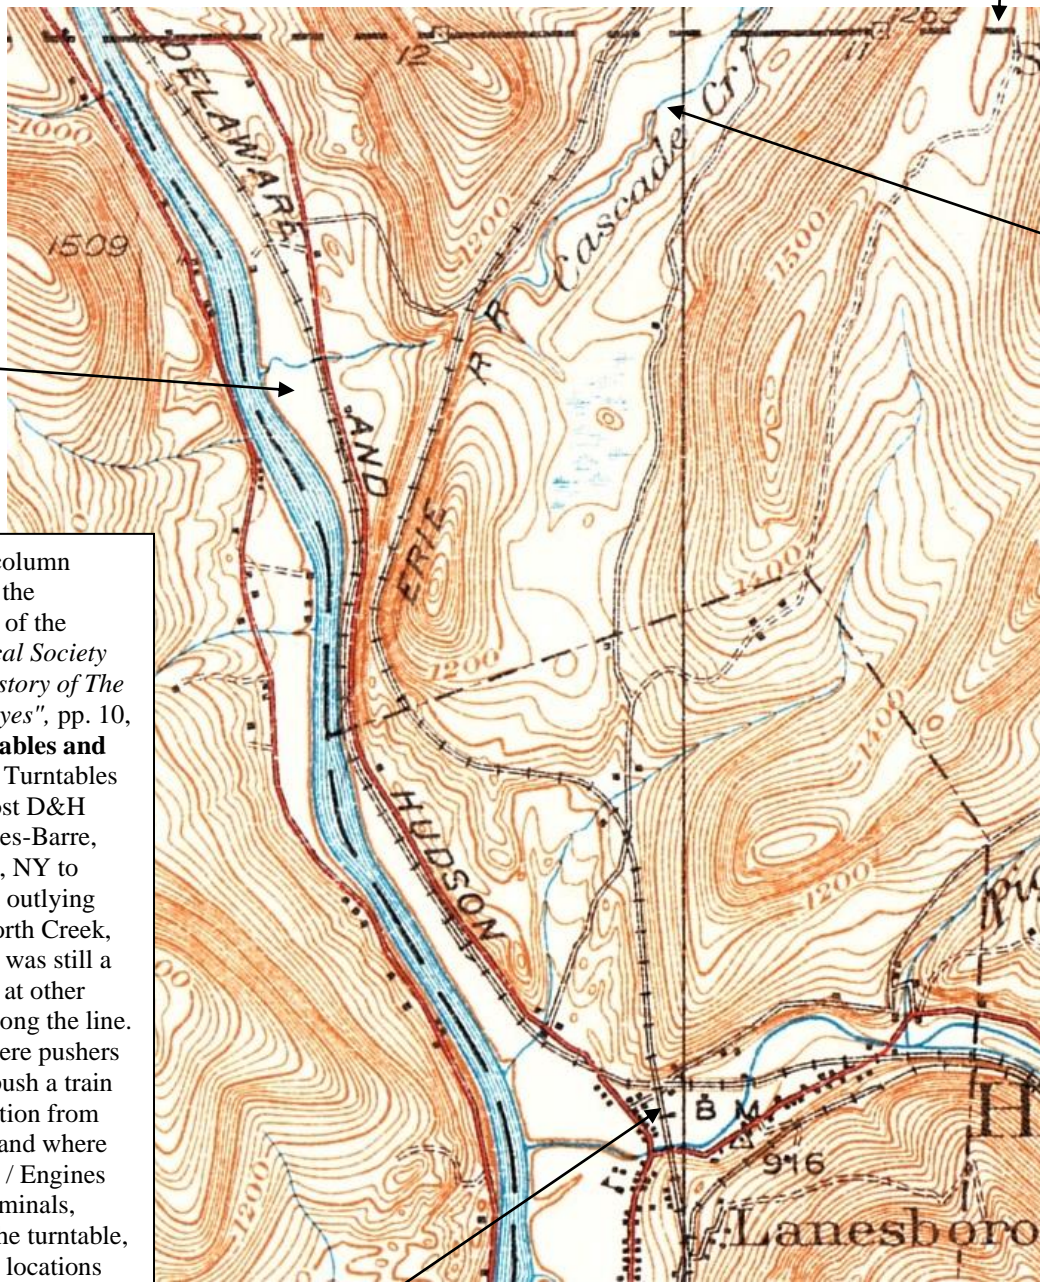 12
265
DELAWARE
1000
Cascade Cr
1509
1200
1500
R R
AND
ERIE
1400
1200
1400
HUDSON
1200
B M
H
916
1200
Lanesboro
column
the
of the
cal Society
story of The
yes", pp. 10,
ables and
Turntables
ost D&H
es-Barre,
, NY to
outlying
orth Creek,
was still a
at other
ong the line.
ere pushers
push a train
tion from
and where
/ Engines
minals,
he turntable,
locations